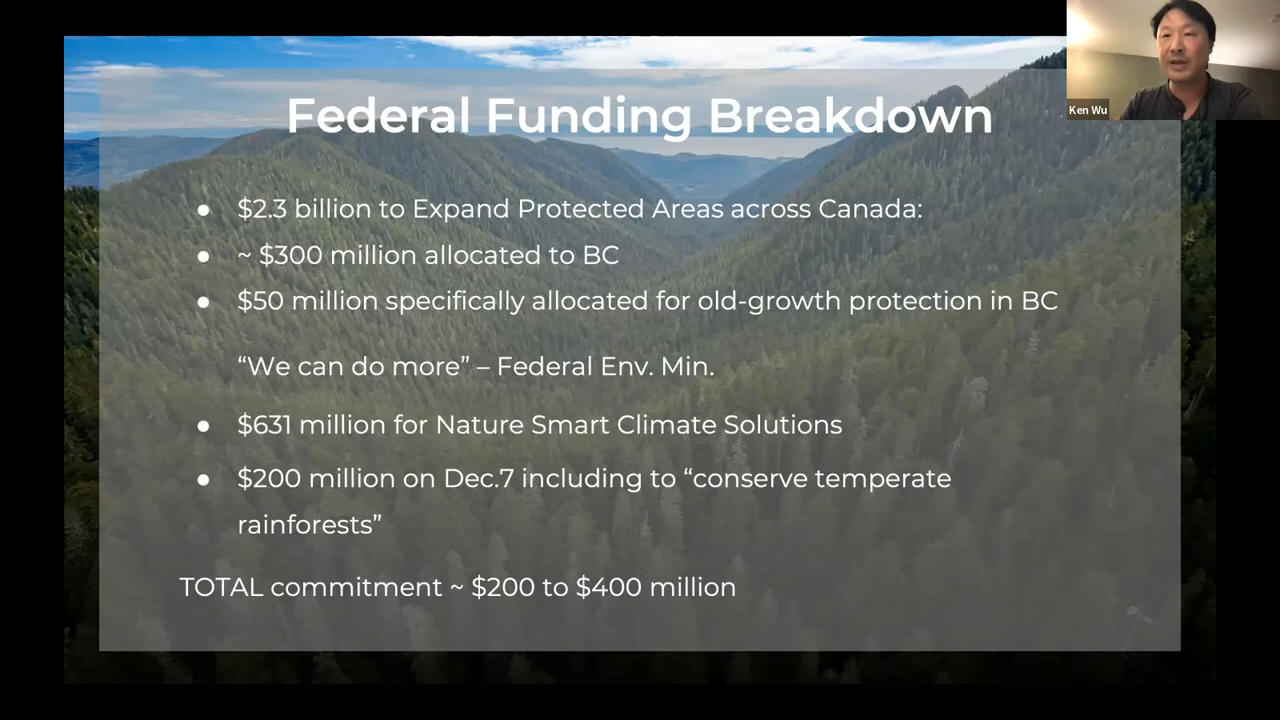 Ken Wu
Federal Funding Breakdown
● $2.3 billion to Expand Protected Areas across Canada:
● ~ $300 million allocated to BC
● $50 million specifically allocated for old-growth protection in BC
“We can do more” – Federal Env. Min.
● $631 million for Nature Smart Climate Solutions
● $200 million on Dec.7 including to “conserve temperate
rainforests”
TOTAL commitment ~ $200 to $400 million